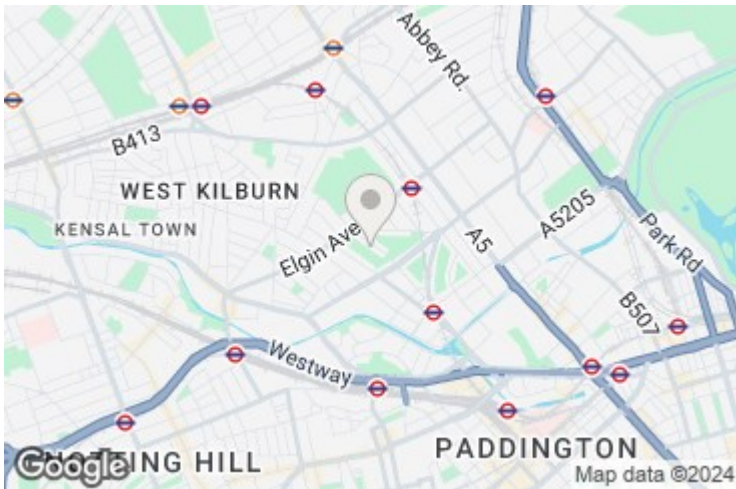 Abbey Rd.
B413
WEST KILBURN
KENSAL TOWN
Elgin Ave
A5
A5205
Park Rd
B507
Westway
NOTTING HILL
PADDINGTON
Google
Map data ©2024